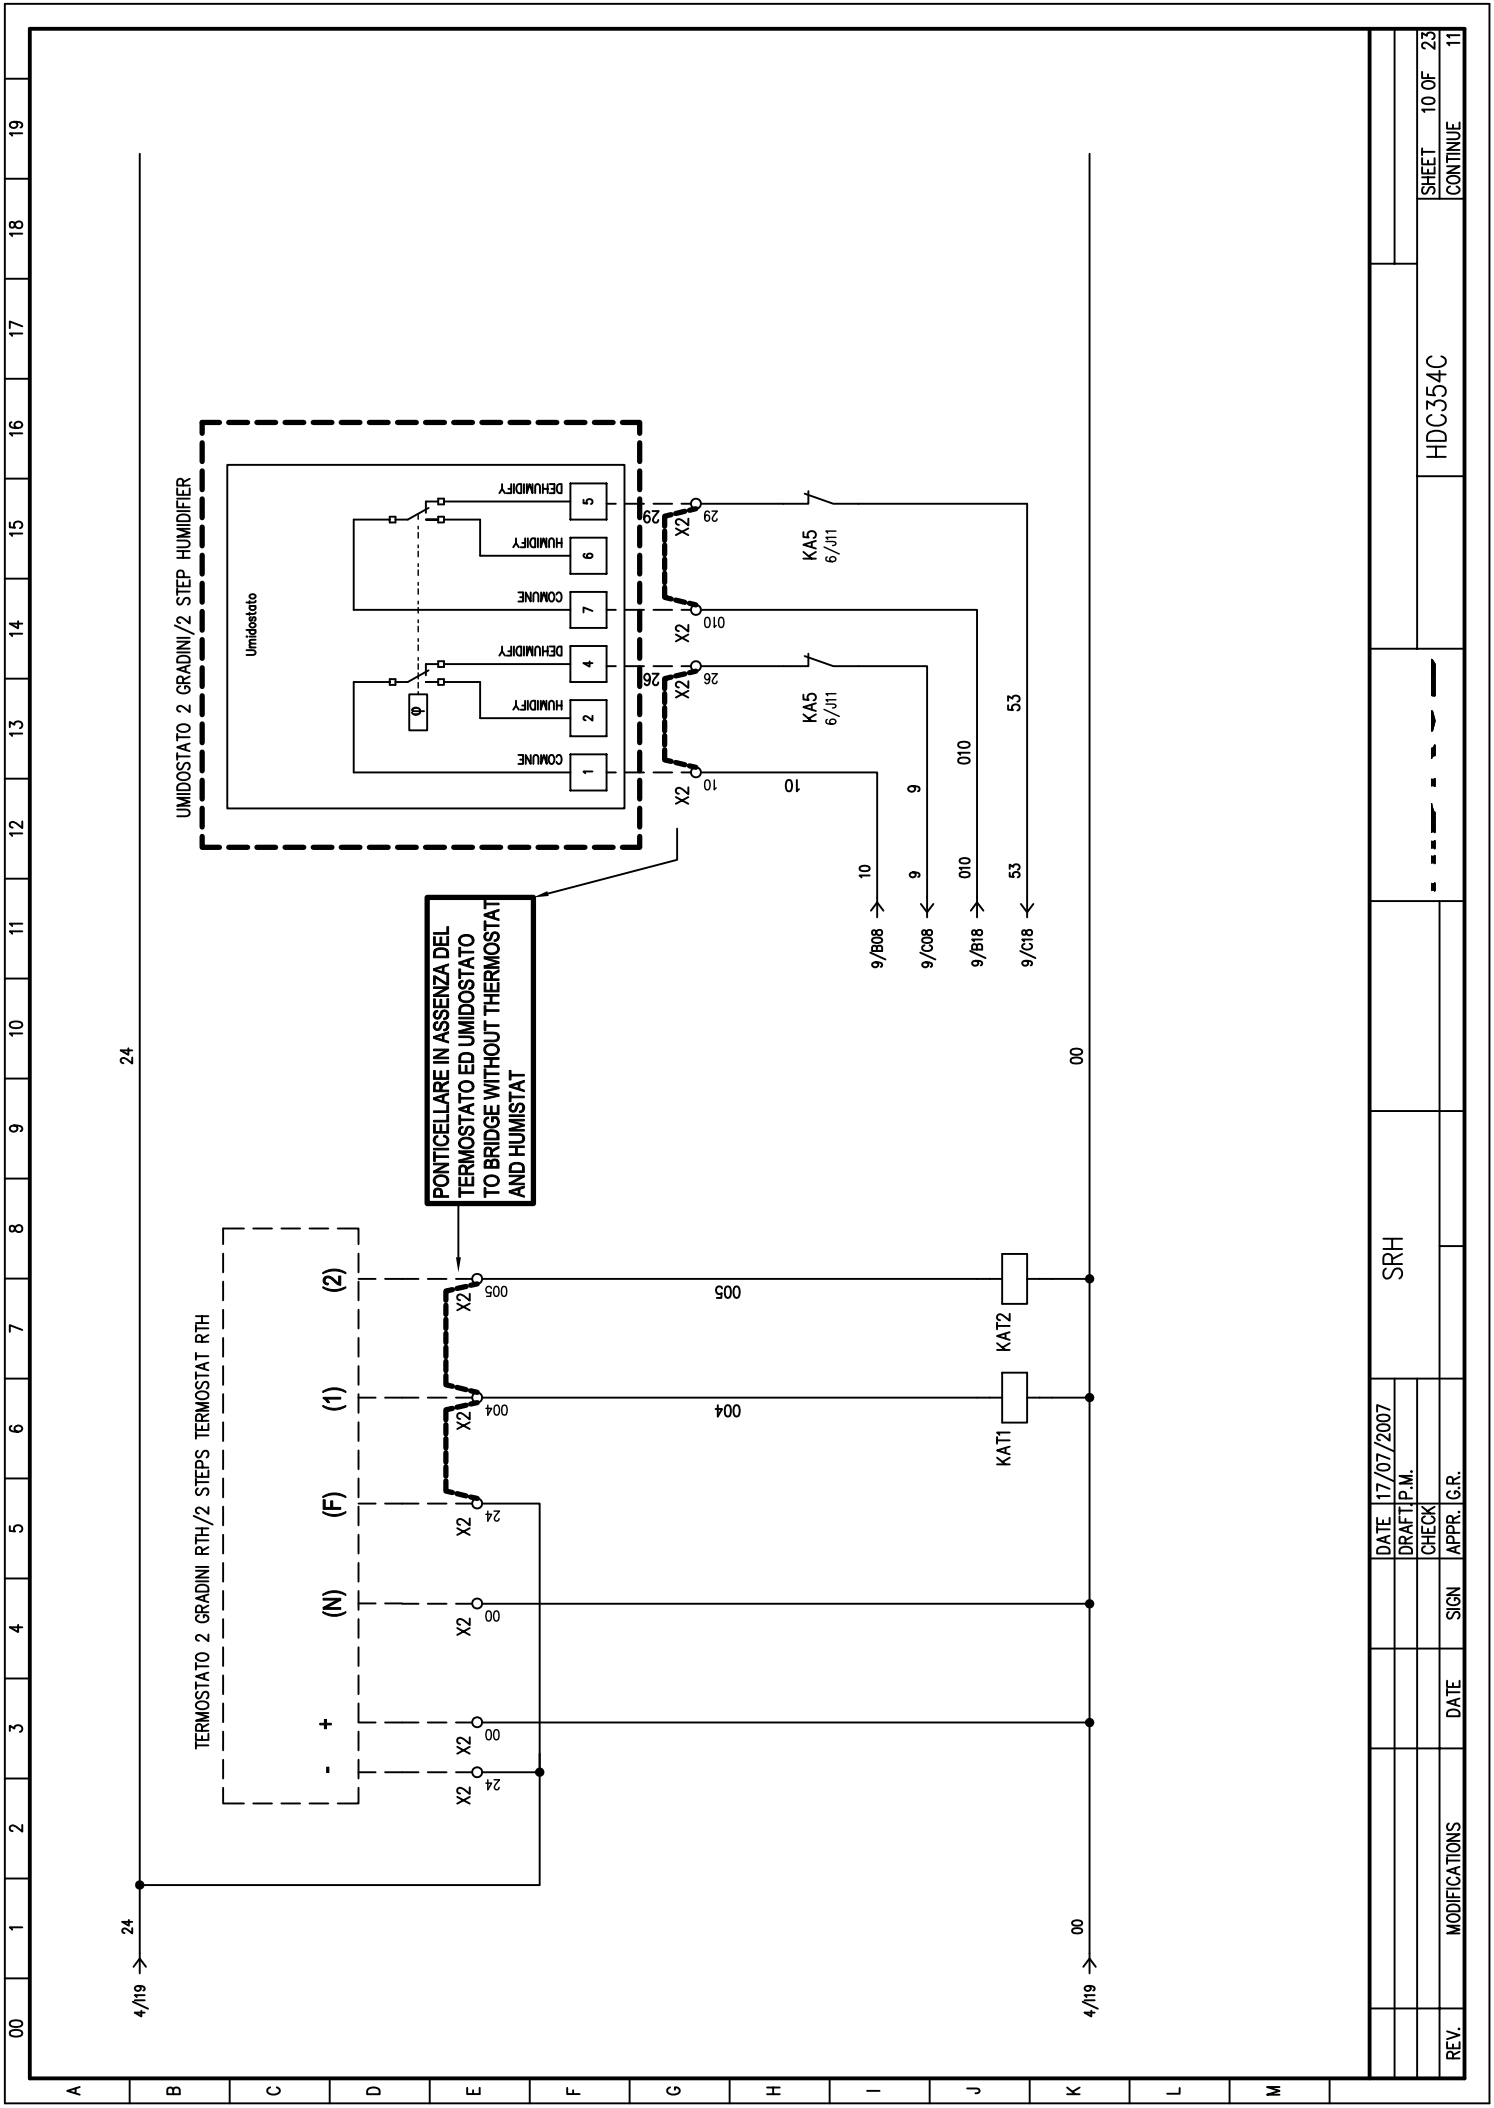 00 1 2 3 4 5 6 7 8 9 10 11 12 13 14 15 16 17 18 19
A
B
C
D
E
F
G
H
I
J
K
L
M
4/I19
24
24
TERMOSTATO 2 GRADINI RTH/2 STEPS TERMOSTAT RTH
- + (N) (F) (1) (2)
X2 X2 X2 X2 X2 X2
24 00 00 24 004 005
004
005
KAT1
KAT2
PONTICELLARE IN ASSENZA DEL
TERMOSTATO ED UMIDOSTATO
TO BRIDGE WITHOUT THERMOSTAT
AND HUMISTAT
UMIDOSTATO 2 GRADINI/2 STEP HUMIDIFIER
Umidostato
φ
COMUNE
HUMIDIFY
DEHUMIDIFY
COMUNE
HUMIDIFY
DEHUMIDIFY
1 2 4 7 6 5
26
29
X2 X2 X2 X2
10 26 010 29
10
KA5
6/J11
KA5
6/J11
9/B08
10
9/C08
9
9
9/B18
010
010
9/C18
53
53
4/I19
00
00
DATE 17/07/2007
DRAFT. P.M.
CHECK
REV. MODIFICATIONS DATE SIGN APPR. G.R.
SRH
HDC354C
SHEET 10 OF 23
CONTINUE 11